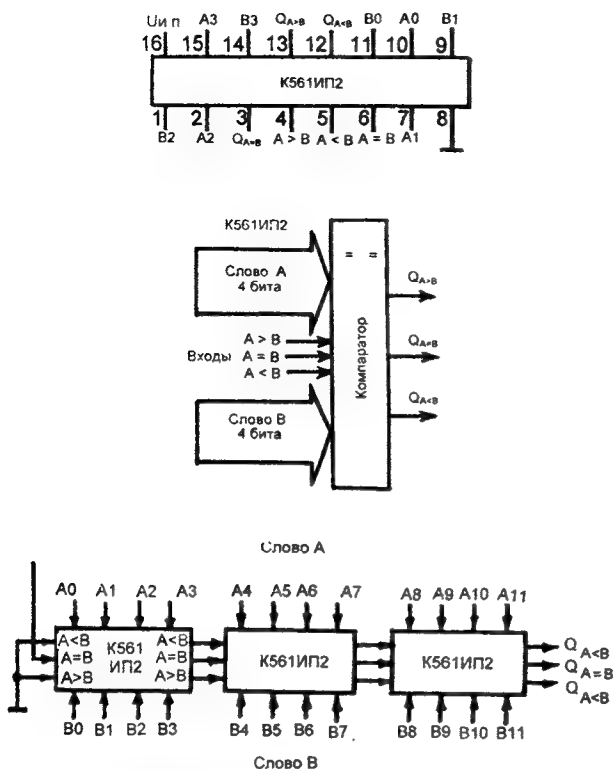 Uи п A3 B3 QA>B QA<B B0 A0 B1
16 15 14 13 12 11 10 9
К561ИП2
1 2 3 4 5 6 7 8
B2 A2 QA=B A > B A < B A = B A1
К561ИП2
Слово А
4 бита
= =
QA>B
Входы
A > B
A = B
A < B
Компаратор
QA=B
QA<B
Слово В
4 бита
Слово А
A0 A1 A2 A3 A4 A5 A6 A7 A8 A9 A10 A11
A<B К561 A<B Q A<B
A=B ИП2 A=B К561ИП2 К561ИП2 Q A=B
A>B A>B Q A<B
B0 B1 B2 B3 B4 B5 B6 B7 B8 B9 B10 B11
Слово В